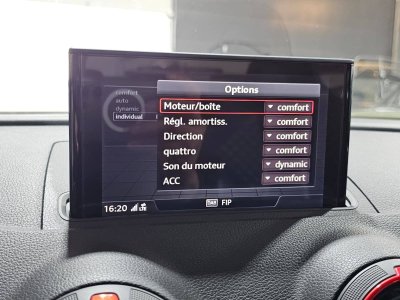 Options
comfort
auto
dynamic
individual
Moteur/boîte comfort
Régl. amortiss. comfort
Direction comfort
quattro comfort
Son du moteur dynamic
ACC comfort
16:20 LTE FIP